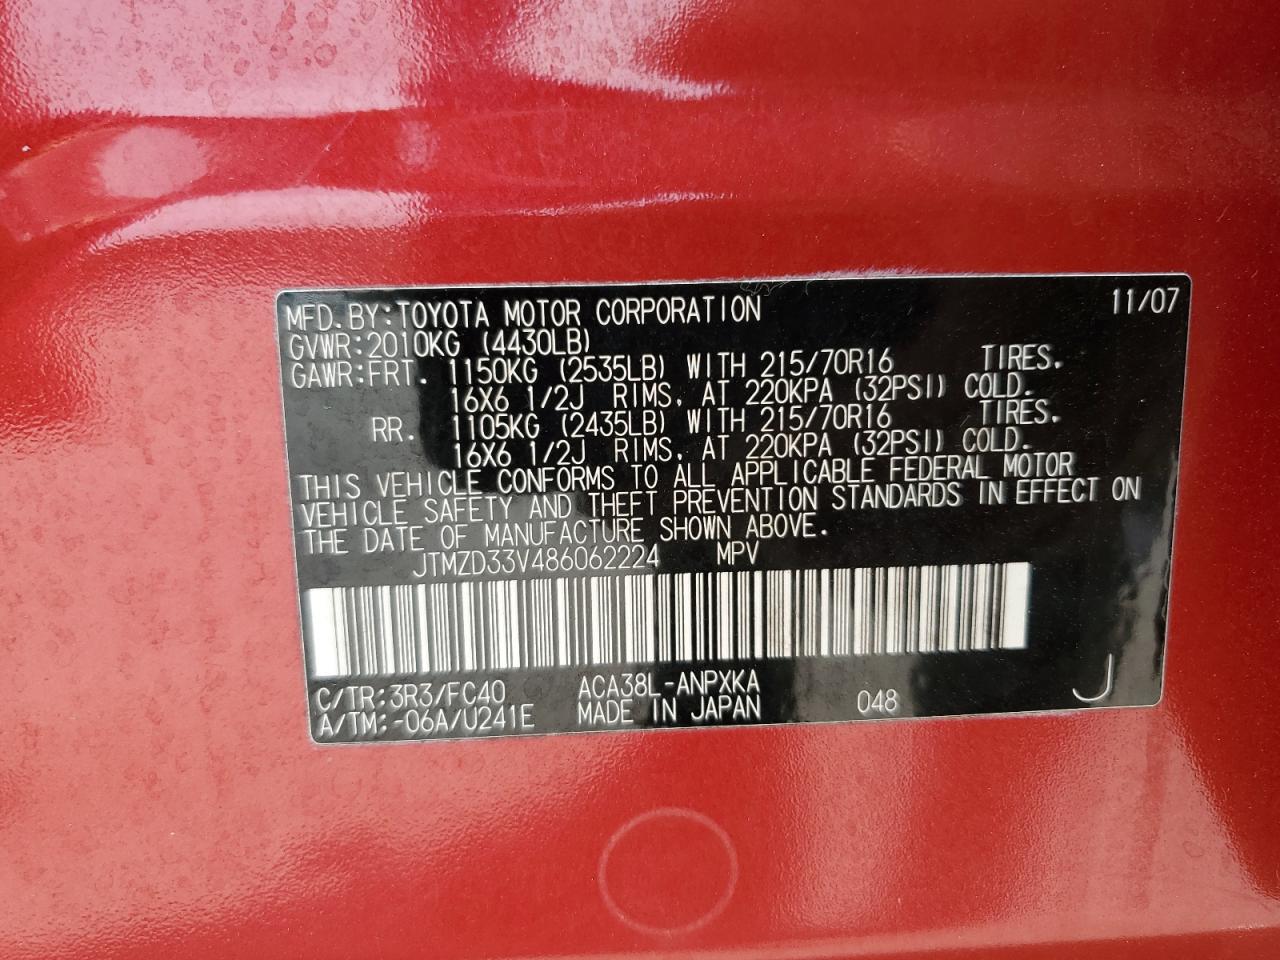 MFD. BY: TOYOTA MOTOR CORPORATION 11/07
GVWR: 2010KG (4430LB)
GAWR: FRT. 1150KG (2535LB) WITH 215/70R16 TIRES.
16X6 1/2J RIMS, AT 220KPA (32PSI) COLD.
RR. 1105KG (2435LB) WITH 215/70R16 TIRES.
16X6 1/2J RIMS, AT 220KPA (32PSI) COLD.
THIS VEHICLE CONFORMS TO ALL APPLICABLE FEDERAL MOTOR
VEHICLE SAFETY AND THEFT PREVENTION STANDARDS IN EFFECT ON
THE DATE OF MANUFACTURE SHOWN ABOVE.
JTMZD33V486062224 MPV
C/TR: 3R3/FC40 ACA38L-ANPXKA
A/TM: -06A/U241E MADE IN JAPAN 048 J